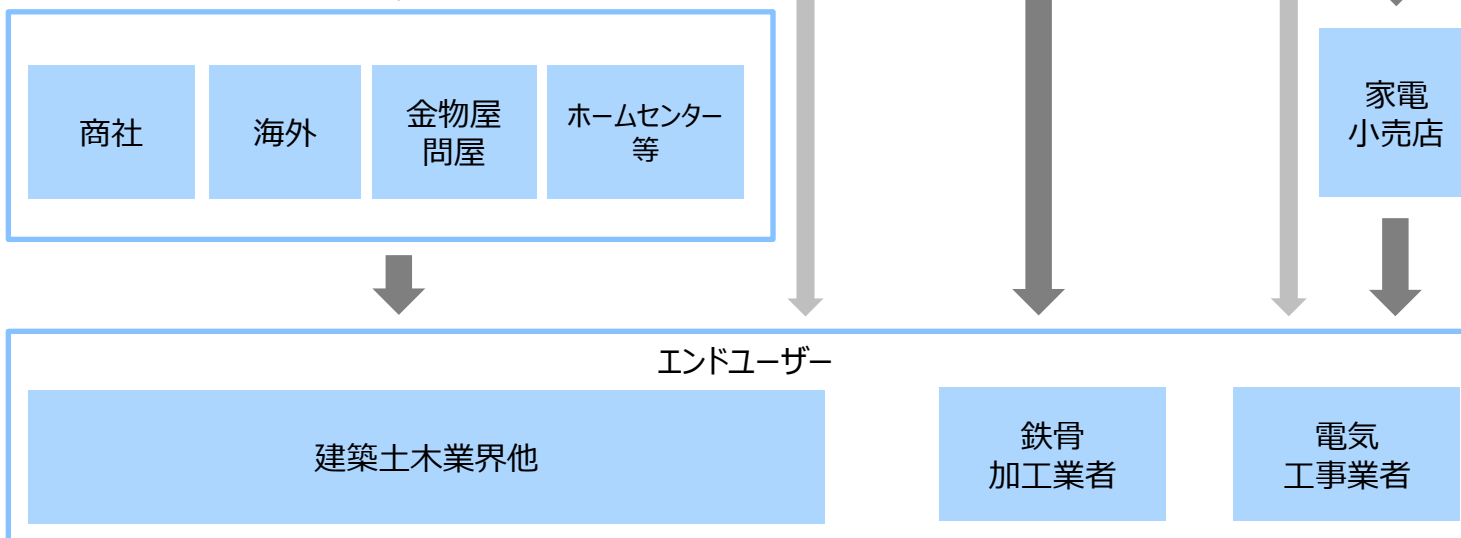 商社
海外
金物屋
問屋
ホームセンター
等
家電
小売店
エンドユーザー
建築土木業界他
鉄骨
加工業者
電気
工事業者